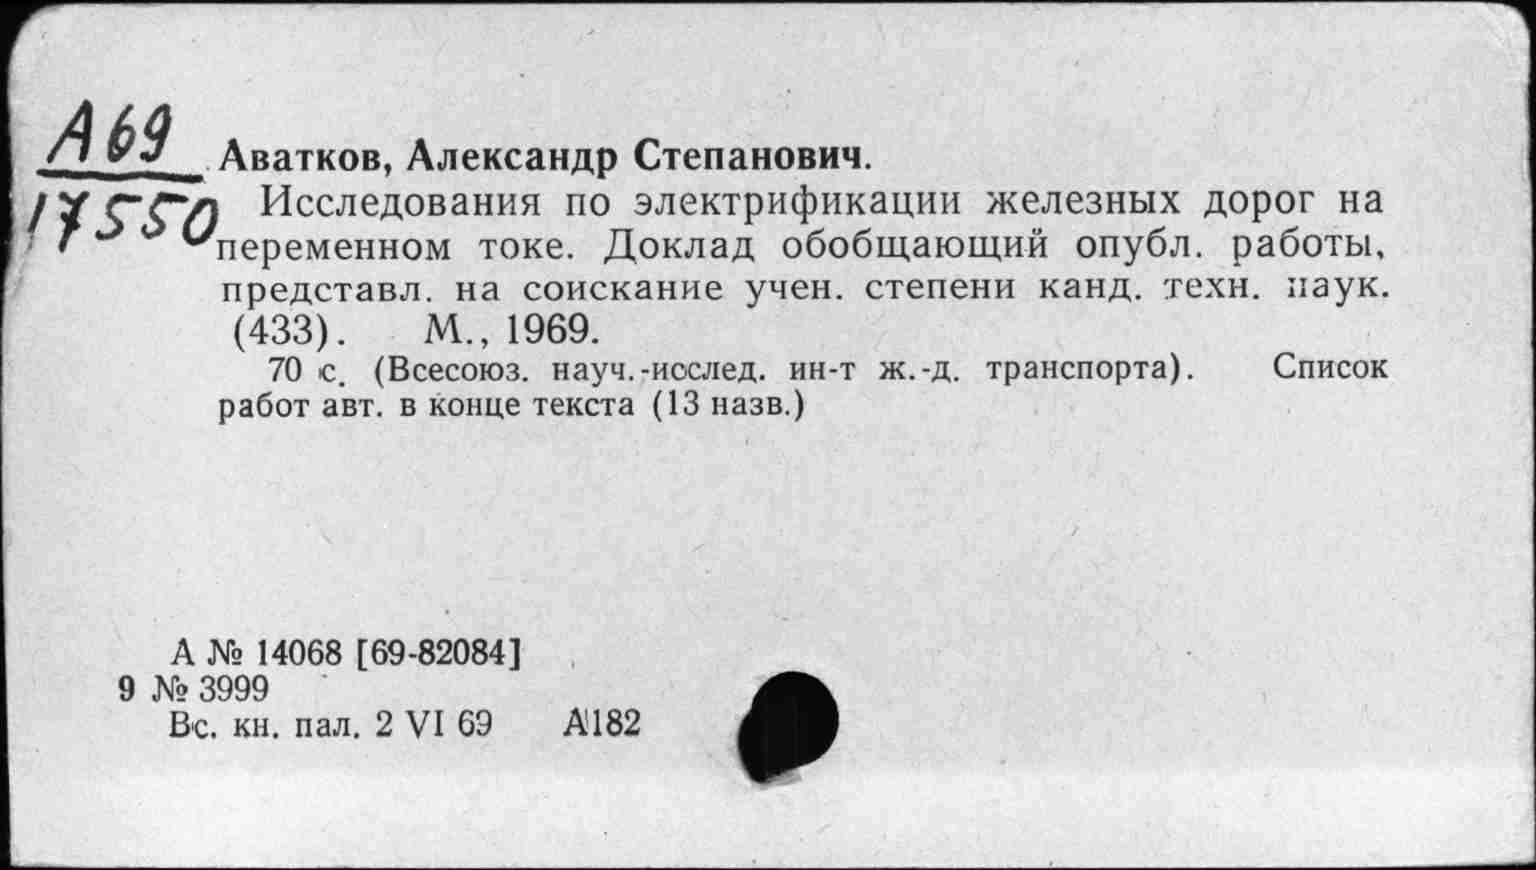 А69
17550
Аватков, Александр Степанович.
Исследования по электрификации железных дорог на
переменном токе. Доклад обобщающий опубл. работы,
представл. на соискание учен. степени канд. техн. наук.
(433). М., 1969.
70 с. (Всесоюз. науч.-исслед. ин-т ж.-д. транспорта). Список
работ авт. в конце текста (13 назв.)
А № 14068 [69-82084]
9 № 3999
Вс. кн. пал. 2 VI 69 А182